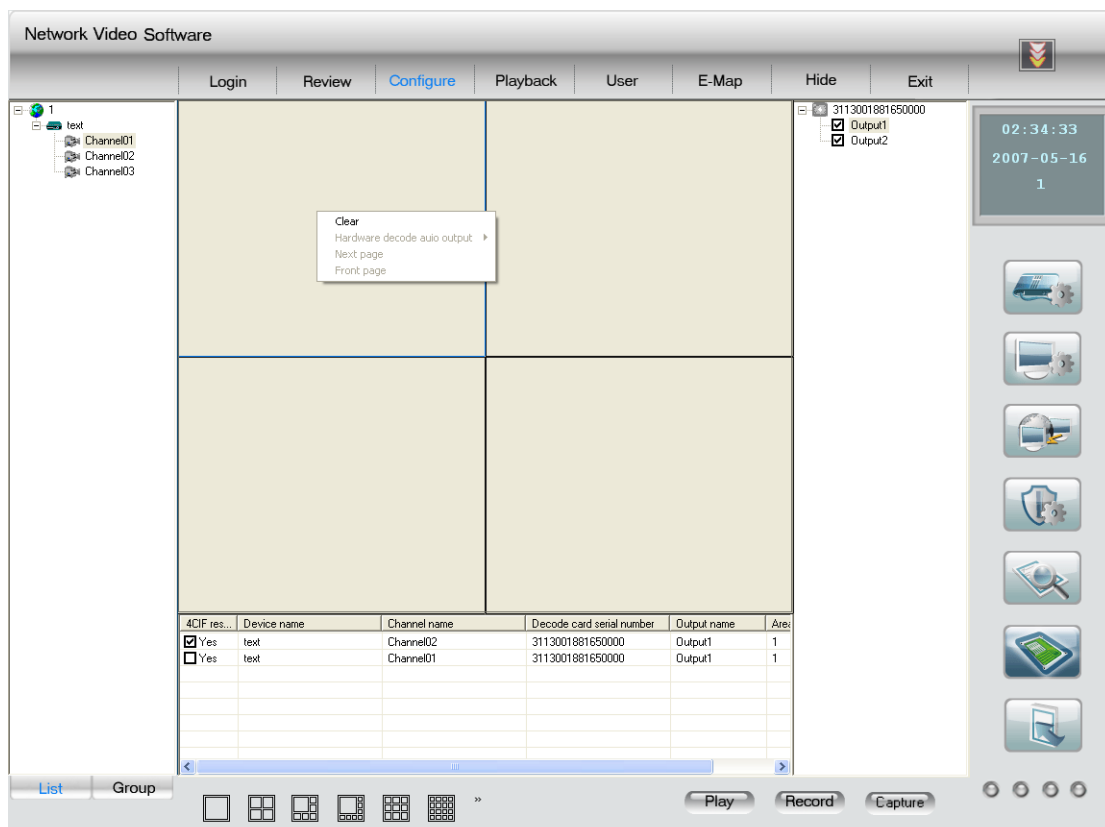 Network Video Software
Login Review Configure Playback User E-Map Hide Exit
1
text
Channel01
Channel02
Channel03
Clear
Hardware decode auio output
Next page
Front page
3113001881650000
Output1
Output2
02:34:33
2007-05-16
1
4CIF res... Device name Channel name Decode card serial number Output name Area
Yes text Channel02 3113001881650000 Output1 1
Yes text Channel01 3113001881650000 Output1 1
List Group
» Play Record Capture